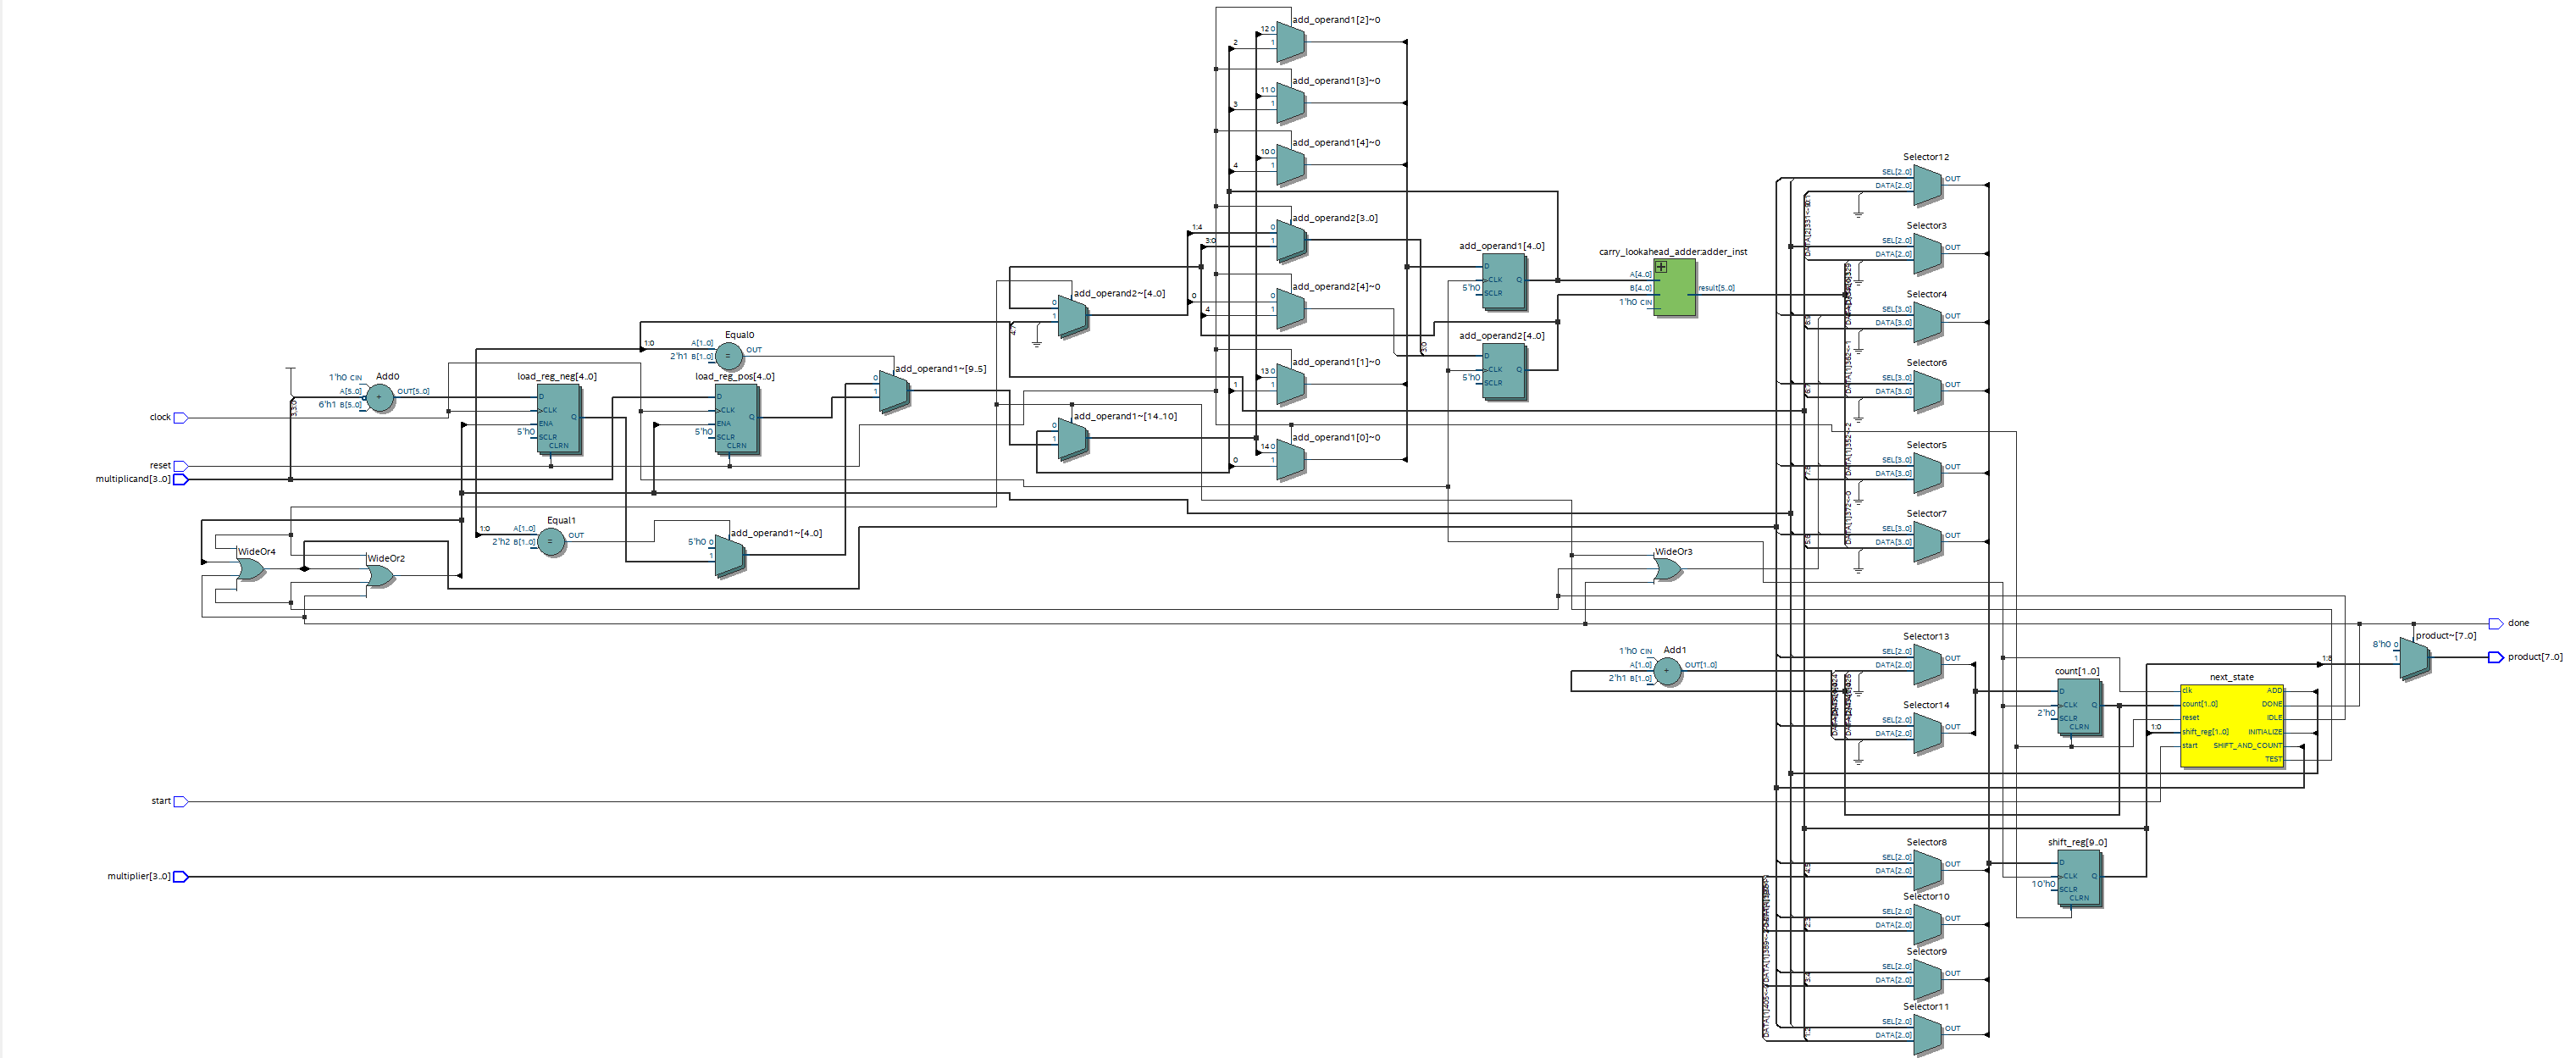 add_operand1[2]~0
12 0
2
1
add_operand1[3]~0
11 0
3
1
add_operand1[4]~0
10 0
4
1
add_operand2[3..0]
1:4
0
3:0
1
add_operand2[4]~0
0
0
4
1
add_operand1[1]~0
13 0
1
1
add_operand1[0]~0
14 0
0
1
add_operand2~[4..0]
0
1
4:7
add_operand1~[14..10]
0
1
add_operand1~[9..5]
0
1
add_operand1~[4..0]
5'h0 0
1
Equal0
1:0
A[1..0]
2'h1 B[1..0]
=
OUT
Equal1
1:0
A[1..0]
2'h2 B[1..0]
=
OUT
Add0
1'h0 CIN
A[5..0]
6'h1 B[5..0]
+
OUT[5..0]
load_reg_neg[4..0]
D
CLK
ENA
5'h0
SCLR
CLRN
Q
load_reg_pos[4..0]
D
CLK
ENA
5'h0
SCLR
CLRN
Q
clock
reset
multiplicand[3..0]
WideOr4
WideOr2
start
multiplier[3..0]
add_operand1[4..0]
D
CLK
5'h0
SCLR
Q
add_operand2[4..0]
3:0
D
CLK
5'h0
SCLR
Q
carry_lookahead_adder:adder_inst
A[4..0]
B[4..0]
1'h0 CIN
result[5..0]
WideOr3
Add1
1'h0 CIN
A[1..0]
2'h1 B[1..0]
+
OUT[1..0]
Selector12
SEL[2..0]
DATA[2..0]
OUT
Selector3
SEL[2..0]
DATA[2..0]
OUT
Selector4
SEL[3..0]
DATA[3..0]
OUT
Selector6
SEL[3..0]
DATA[3..0]
OUT
Selector5
SEL[3..0]
DATA[3..0]
OUT
Selector7
SEL[3..0]
DATA[3..0]
OUT
Selector13
SEL[2..0]
DATA[2..0]
OUT
Selector14
SEL[2..0]
DATA[2..0]
OUT
Selector8
SEL[2..0]
DATA[2..0]
OUT
Selector10
SEL[2..0]
DATA[2..0]
OUT
Selector9
SEL[2..0]
DATA[2..0]
OUT
Selector11
SEL[2..0]
DATA[2..0]
OUT
count[1..0]
D
CLK
2'h0
SCLR
CLRN
Q
shift_reg[9..0]
D
CLK
10'h0
SCLR
CLRN
Q
next_state
clk
count[1..0]
reset
1:0
shift_reg[1..0]
start
ADD
DONE
IDLE
INITIALIZE
SHIFT_AND_COUNT
TEST
product~[7..0]
8'h0 0
1:8
1
done
product[7..0]